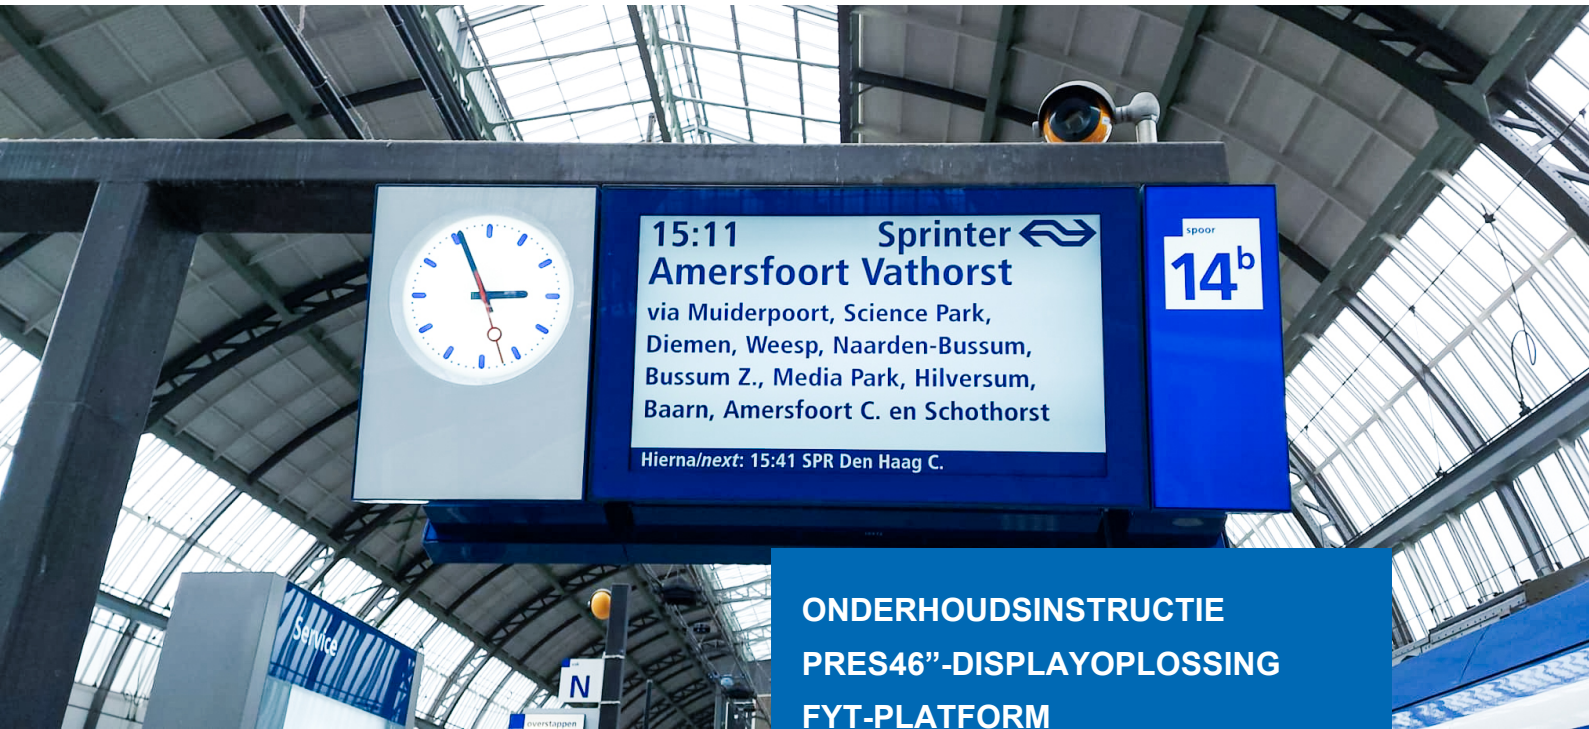 15:11 Sprinter
Amersfoort Vathorst
via Muiderpoort, Science Park,
Diemen, Weesp, Naarden-Bussum,
Bussum Z., Media Park, Hilversum,
Baarn, Amersfoort C. en Schothorst
Hierna/next: 15:41 SPR Den Haag C.
spoor
14b
Service
N
overstappen
ONDERHOUDSINSTRUCTIE
PRES46”-DISPLAYOPLOSSING
FYT-PLATFORM